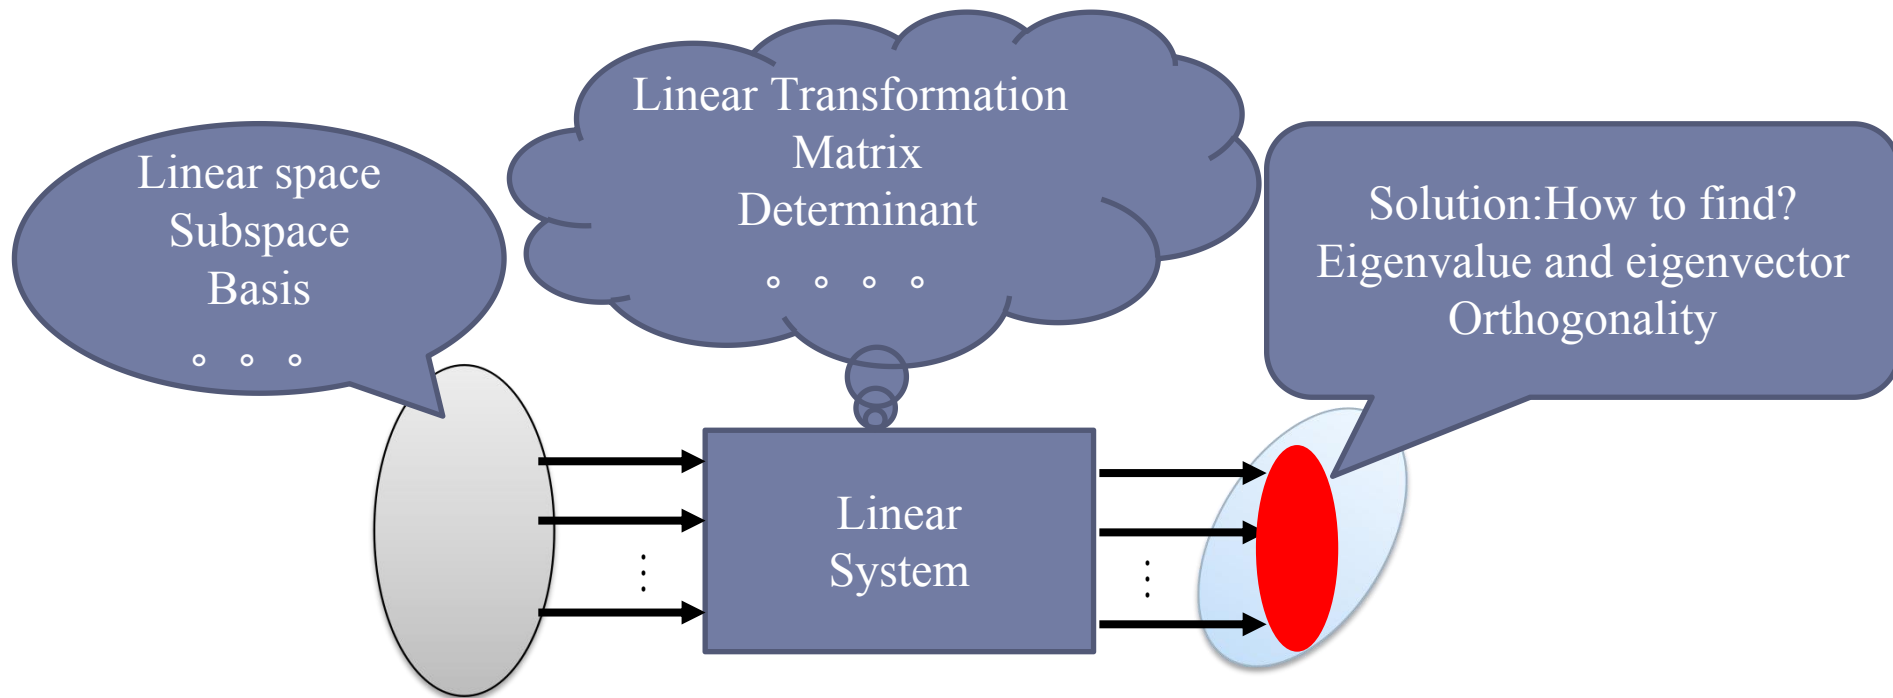 Linear space
Subspace
Basis
。。。
Linear Transformation
Matrix
Determinant
。。。。
Solution:How to find?
Eigenvalue and eigenvector
Orthogonality
Linear
System